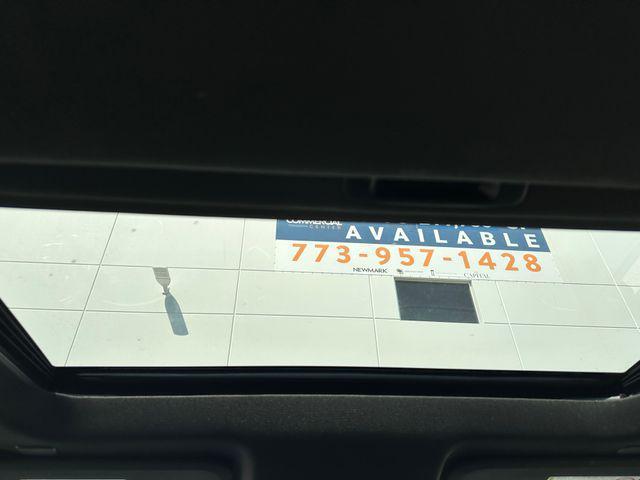 COMMERCIAL
CENTER
AVAILABLE
773-957-1428
NEWMARK
CAPITAL